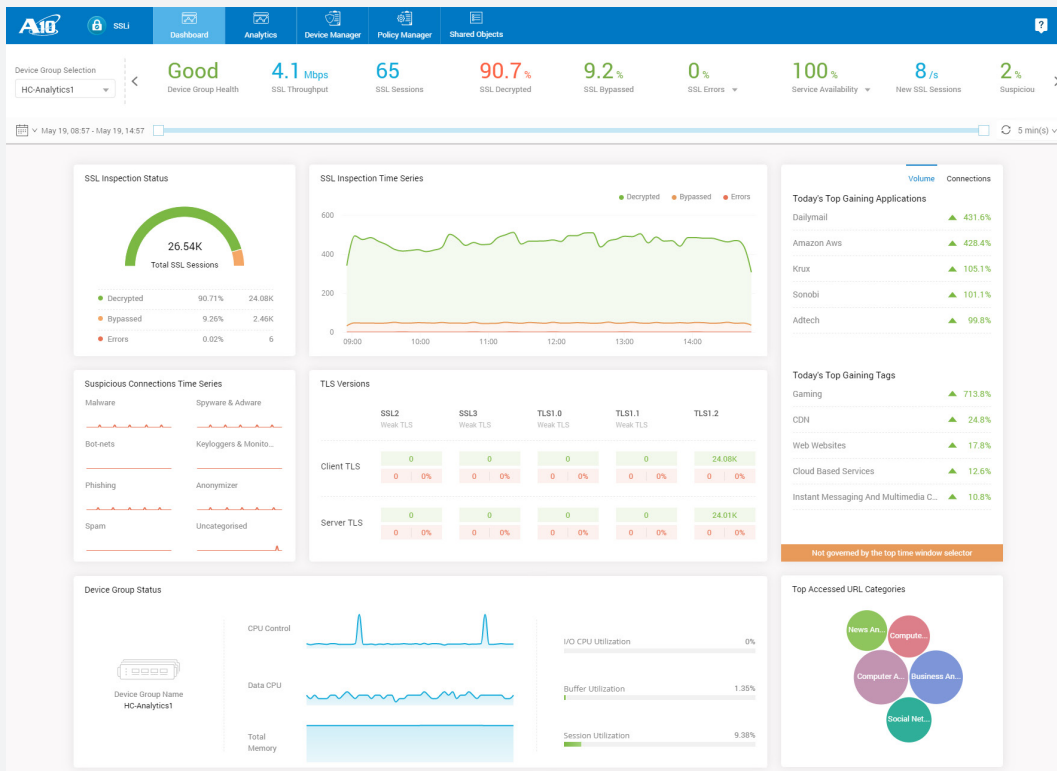 A10
SSLi
Dashboard
Analytics
Device Manager
Policy Manager
Shared Objects
?
Device Group Selection
HC-Analytics1
Good
Device Group Health
4.1 Mbps
SSL Throughput
65
SSL Sessions
90.7%
SSL Decrypted
9.2%
SSL Bypassed
0%
SSL Errors
100%
Service Availability
8 /s
New SSL Sessions
2%
Suspiciou
May 19, 08:57 - May 19, 14:57
5 min(s)
SSL Inspection Status
26.54K
Total SSL Sessions
Decrypted 90.71% 24.08K
Bypassed 9.26% 2.46K
Errors 0.02% 6
SSL Inspection Time Series
Decrypted Bypassed Errors
600
400
200
0
09:00 10:00 11:00 12:00 13:00 14:00
Volume Connections
Today's Top Gaining Applications
Dailymail 431.6%
Amazon Aws 428.4%
Krux 105.1%
Sonobi 101.1%
Adtech 99.8%
Today's Top Gaining Tags
Gaming 713.8%
CDN 24.8%
Web Websites 17.8%
Cloud Based Services 12.6%
Instant Messaging And Multimedia C... 10.8%
Not governed by the top time window selector
Suspicious Connections Time Series
Malware Spyware & Adware
Bot-nets Keyloggers & Monito...
Phishing Anonymizer
Spam Uncategorised
TLS Versions
SSL2 SSL3 TLS1.0 TLS1.1 TLS1.2
Weak TLS Weak TLS Weak TLS Weak TLS
Client TLS
0 0 0 0 24.08K
0 0% 0 0% 0 0% 0 0% 0 0%
Server TLS
0 0 0 0 24.01K
0 0% 0 0% 0 0% 0 0% 0 0%
Device Group Status
Device Group Name
HC-Analytics1
CPU Control
Data CPU
Total
Memory
I/O CPU Utilization 0%
Buffer Utilization 1.35%
Session Utilization 9.38%
Top Accessed URL Categories
News An...
Compute...
Computer A...
Business An...
Social Net...